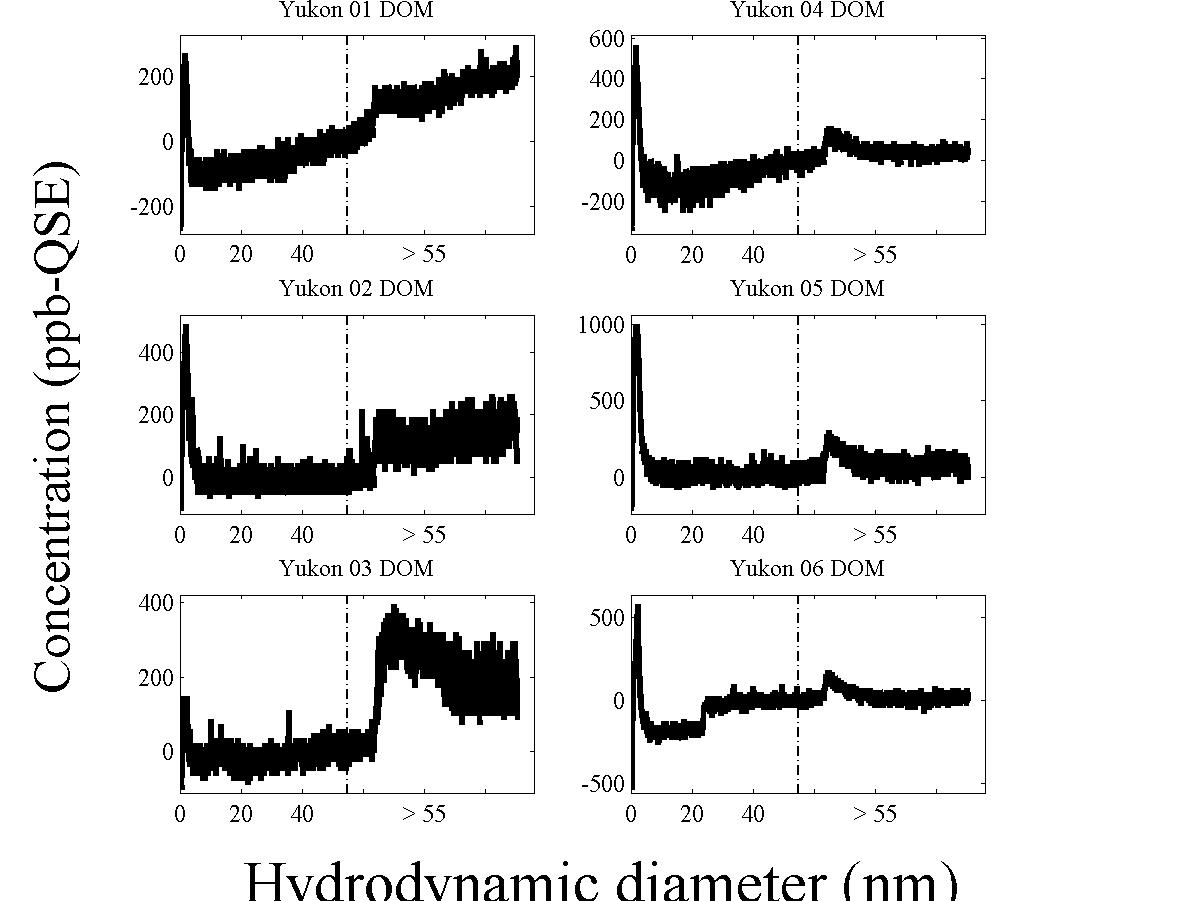 Yukon 01 DOM
200
0
-200
0 20 40 > 55
Yukon 04 DOM
600
400
200
0
-200
0 20 40 > 55
Yukon 02 DOM
400
200
0
0 20 40 > 55
Yukon 05 DOM
1000
500
0
0 20 40 > 55
Yukon 03 DOM
400
200
0
0 20 40 > 55
Yukon 06 DOM
500
0
-500
0 20 40 > 55
Concentration (ppb-QSE)
Hydrodynamic diameter (nm)